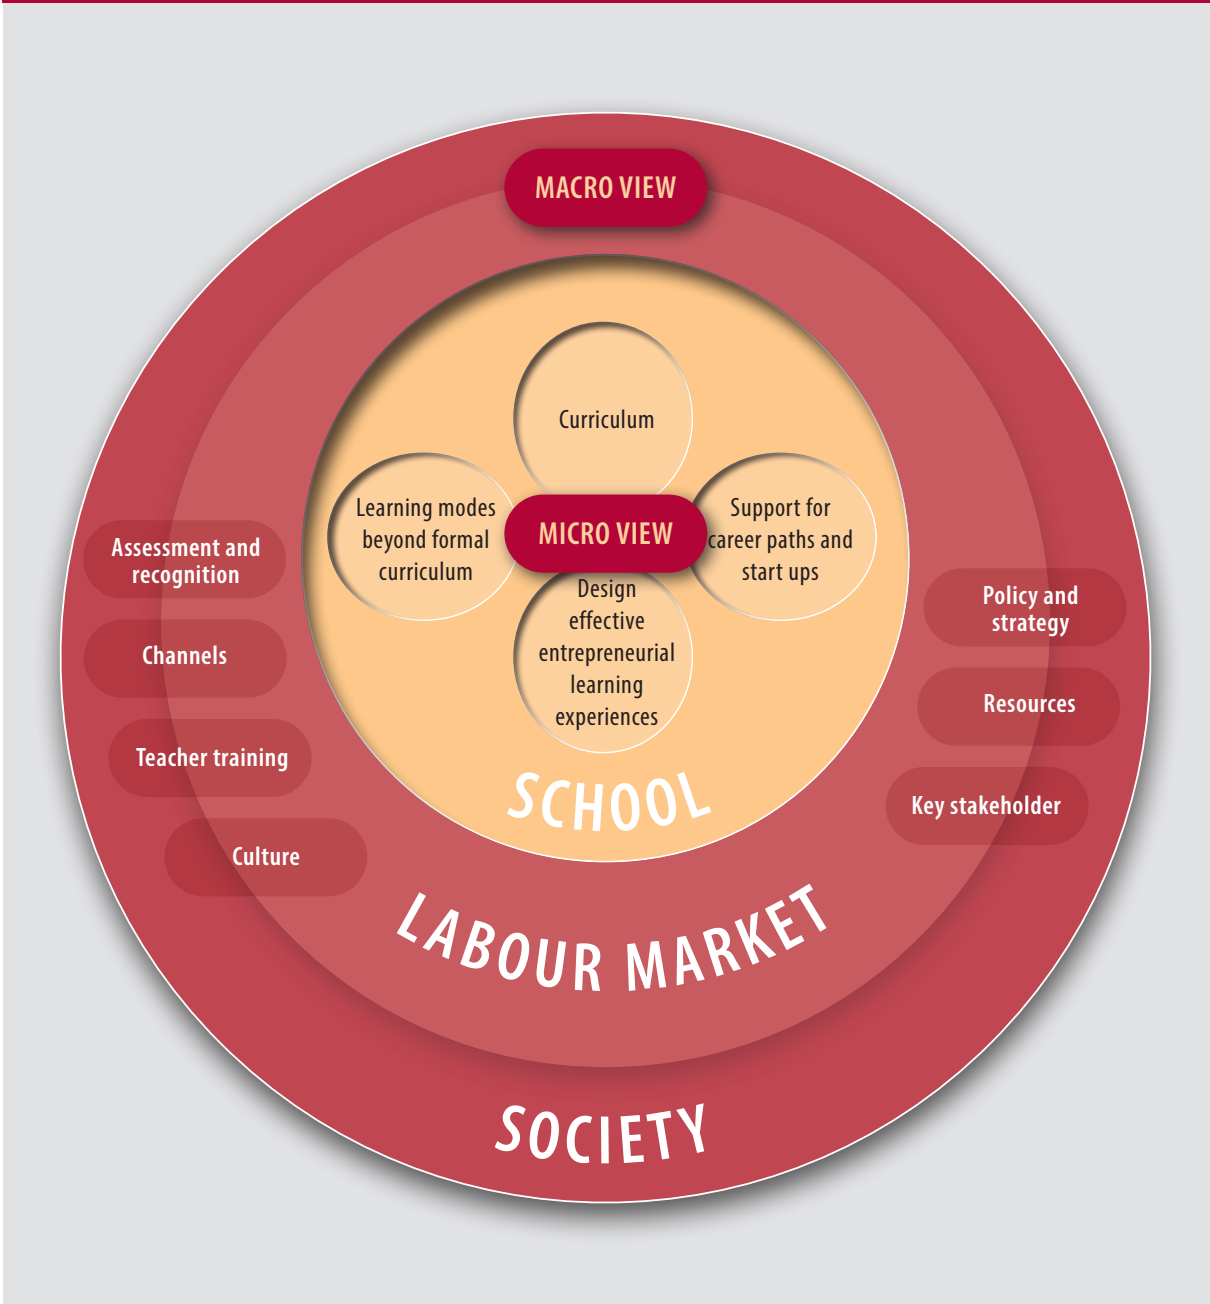 MACRO VIEW
Curriculum
Learning modes
beyond formal
curriculum
MICRO VIEW
Support for
career paths and
start ups
Design
effective
entrepreneurial
learning
experiences
SCHOOL
Assessment and
recognition
Channels
Teacher training
Culture
Policy and
strategy
Resources
Key stakeholder
LABOUR MARKET
SOCIETY